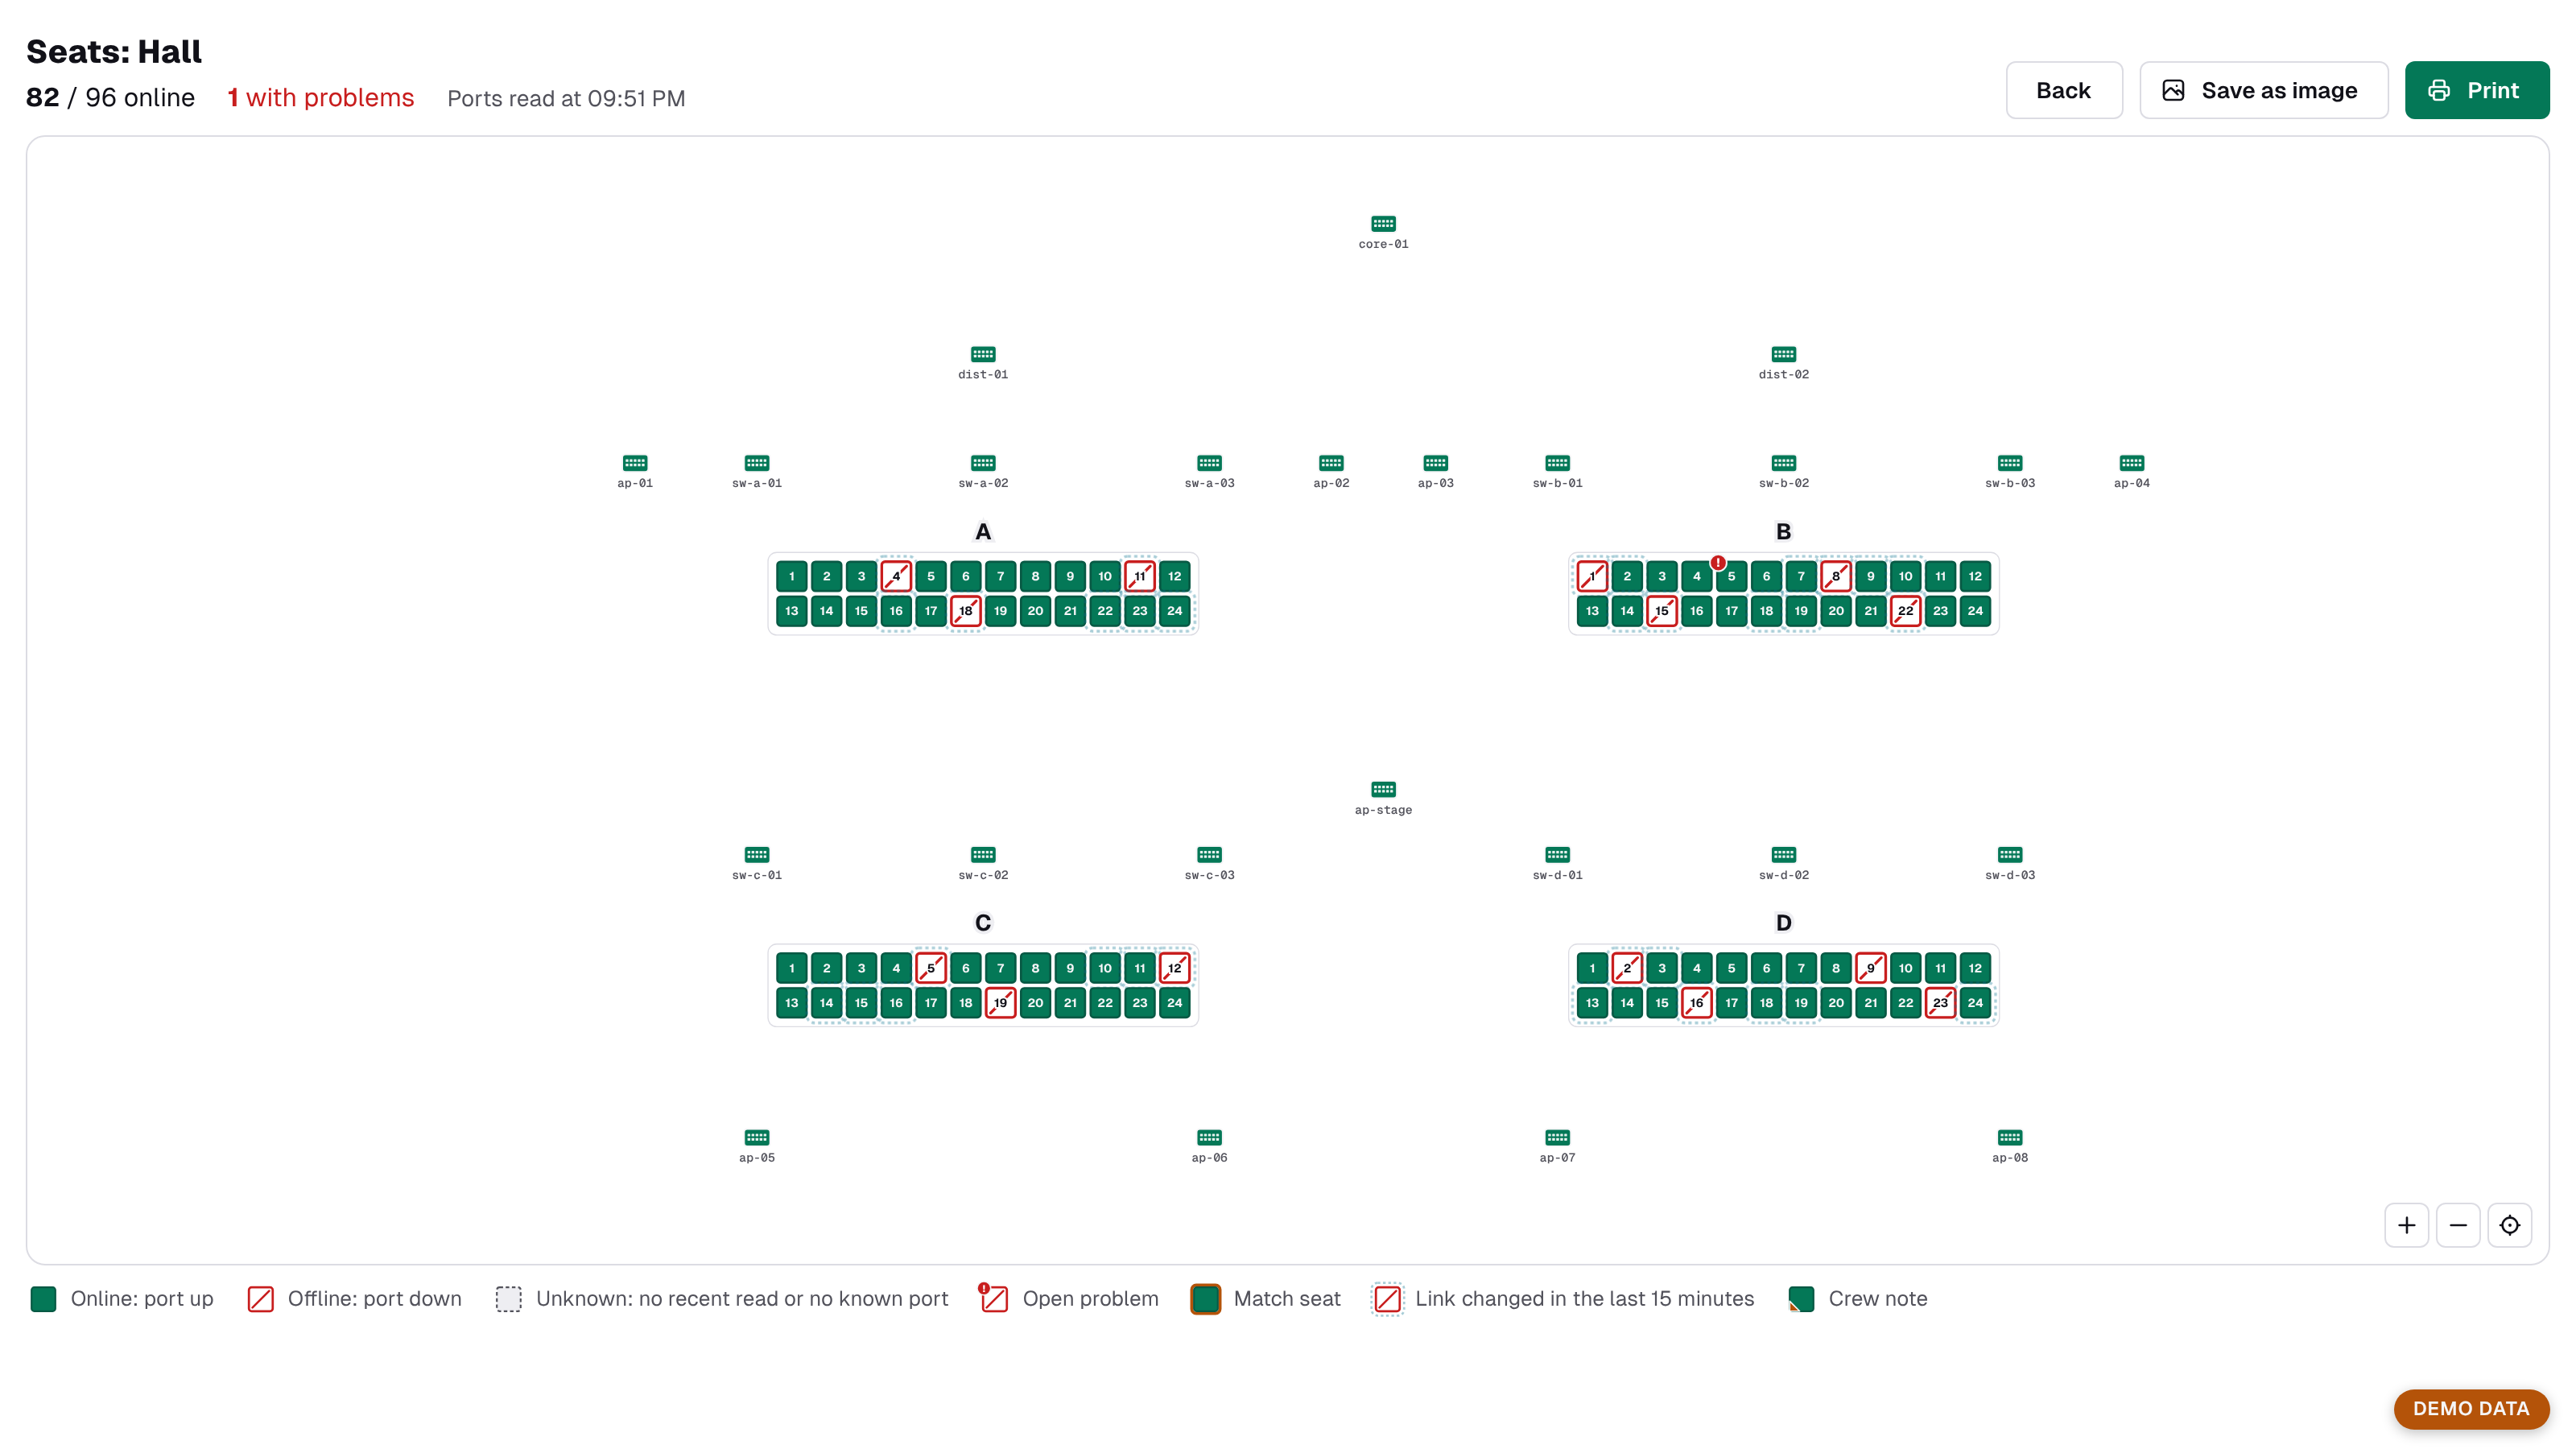 Seats: Hall
82 / 96 online 1 with problems Ports read at 09:51 PM
Back Save as image Print
core-01
dist-01 dist-02
ap-01 sw-a-01 sw-a-02 sw-a-03 ap-02 ap-03 sw-b-01 sw-b-02 sw-b-03 ap-04
A B
1 2 3 4 5 6 7 8 9 10 11 12 1 2 3 4 5 6 7 8 9 10 11 12
13 14 15 16 17 18 19 20 21 22 23 24 13 14 15 16 17 18 19 20 21 22 23 24
ap-stage
sw-c-01 sw-c-02 sw-c-03 sw-d-01 sw-d-02 sw-d-03
C D
1 2 3 4 5 6 7 8 9 10 11 12 1 2 3 4 5 6 7 8 9 10 11 12
13 14 15 16 17 18 19 20 21 22 23 24 13 14 15 16 17 18 19 20 21 22 23 24
ap-05 ap-06 ap-07 ap-08
Online: port up Offline: port down Unknown: no recent read or no known port Open problem Match seat Link changed in the last 15 minutes Crew note
DEMO DATA